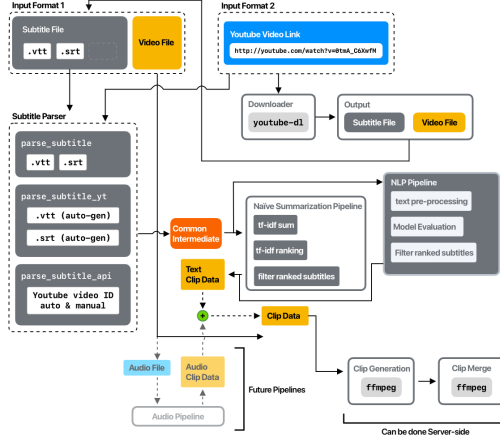 Input Format 1
Input Format 2
Subtitle File
.vtt
.srt
Video File
Youtube Video Link
http://youtube.com/watch?v=0tmA_C6XwfM
Downloader
youtube-dl
Output
Subtitle File
Video File
Subtitle Parser
parse_subtitle
.vtt
.srt
parse_subtitle_yt
.vtt (auto-gen)
.srt (auto-gen)
parse_subtitle_api
Youtube video ID
auto & manual
Common
Intermediate
Naïve Summarization Pipeline
tf-idf sum
tf-idf ranking
filter ranked subtitles
NLP Pipeline
text pre-processing
Model Evaluation
Filter ranked subtitles
Text
Clip Data
+
Clip Data
Audio File
Audio
Clip Data
Audio Pipeline
Future Pipelines
Clip Generation
ffmpeg
Clip Merge
ffmpeg
Can be done Server-side